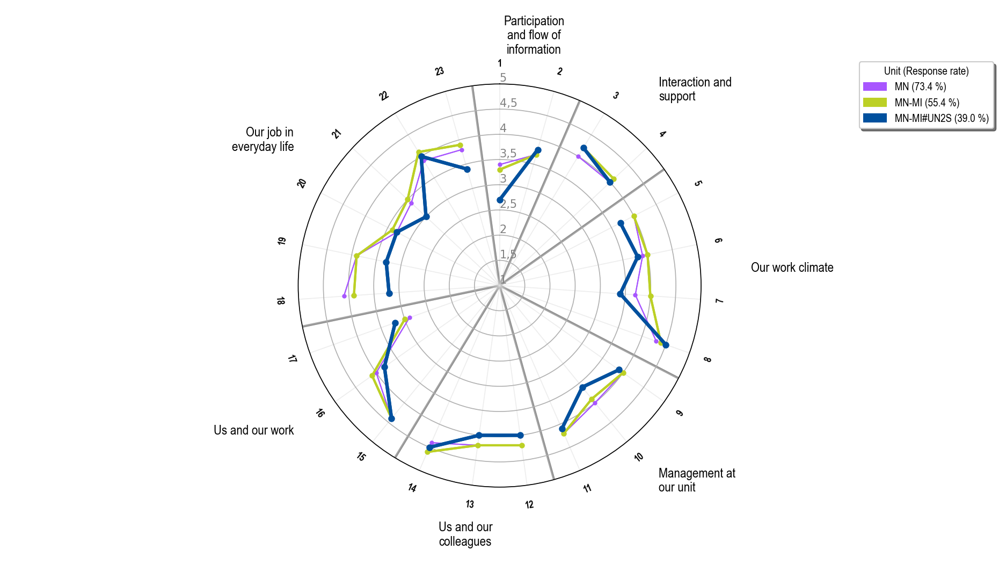 Participation
and flow of
information
1
2
3
4
5
6
7
8
9
10
11
12
13
14
15
16
17
18
19
20
21
22
23
5
4,5
4
3,5
3
2,5
2
1,5
1
Interaction and
support
Our work climate
Management at
our unit
Us and our
colleagues
Us and our work
Our job in
everyday life
Unit (Response rate)
MN (73.4 %)
MN-MI (55.4 %)
MN-MI#UN2S (39.0 %)